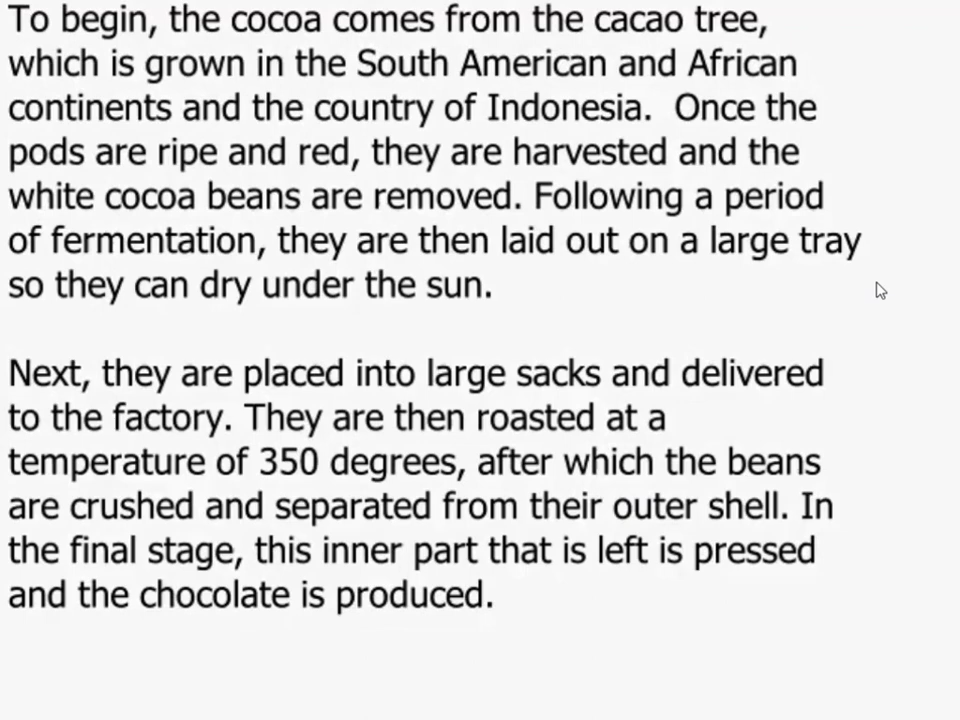 To begin, the cocoa comes from the cacao tree,
which is grown in the South American and African
continents and the country of Indonesia.  Once the
pods are ripe and red, they are harvested and the
white cocoa beans are removed. Following a period
of fermentation, they are then laid out on a large tray
so they can dry under the sun.
Next, they are placed into large sacks and delivered
to the factory. They are then roasted at a
temperature of 350 degrees, after which the beans
are crushed and separated from their outer shell. In
the final stage, this inner part that is left is pressed
and the chocolate is produced.